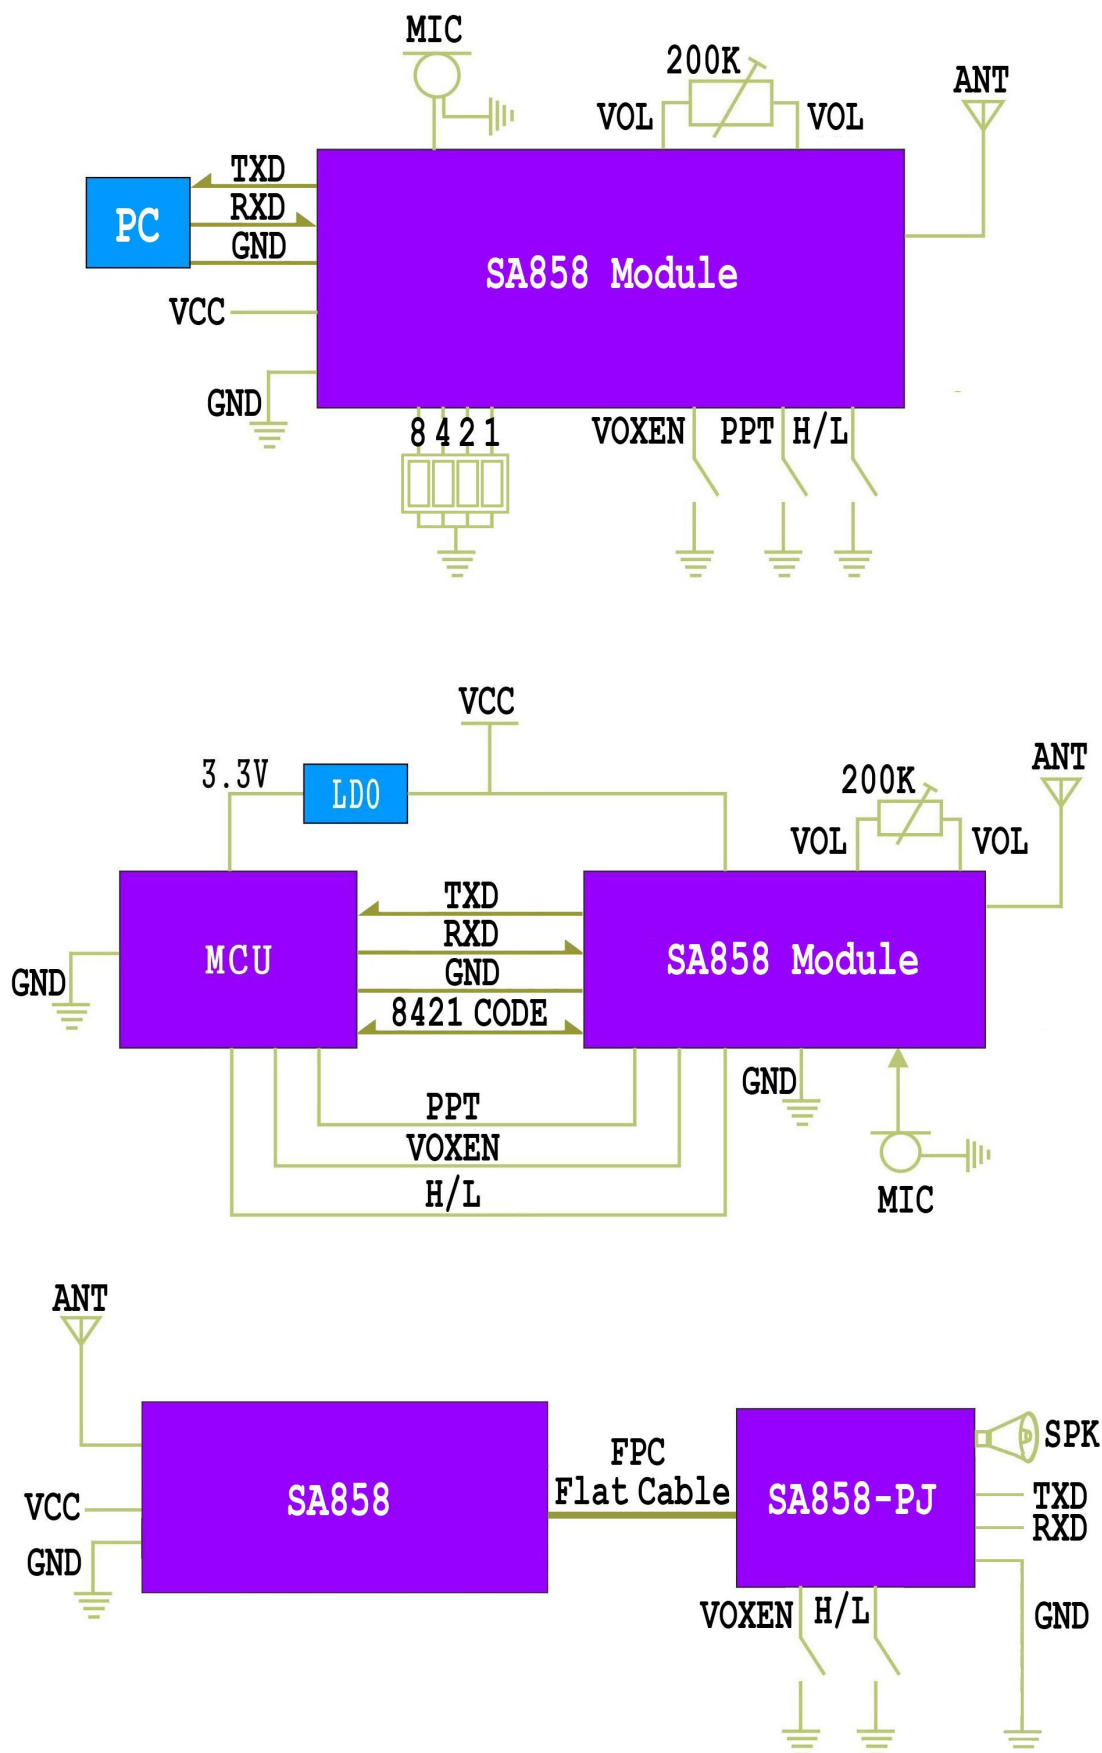 MIC
200K
ANT
VOL
VOL
TXD
RXD
GND
PC
SA858 Module
VCC
GND
8 4 2 1
VOXEN
PPT
H/L
VCC
3.3V
LDO
200K
ANT
VOL
VOL
TXD
RXD
GND
8421 CODE
MCU
SA858 Module
GND
GND
PPT
VOXEN
H/L
MIC
ANT
SPK
FPC
Flat Cable
SA858
SA858-PJ
VCC
TXD
RXD
GND
VOXEN
H/L
GND